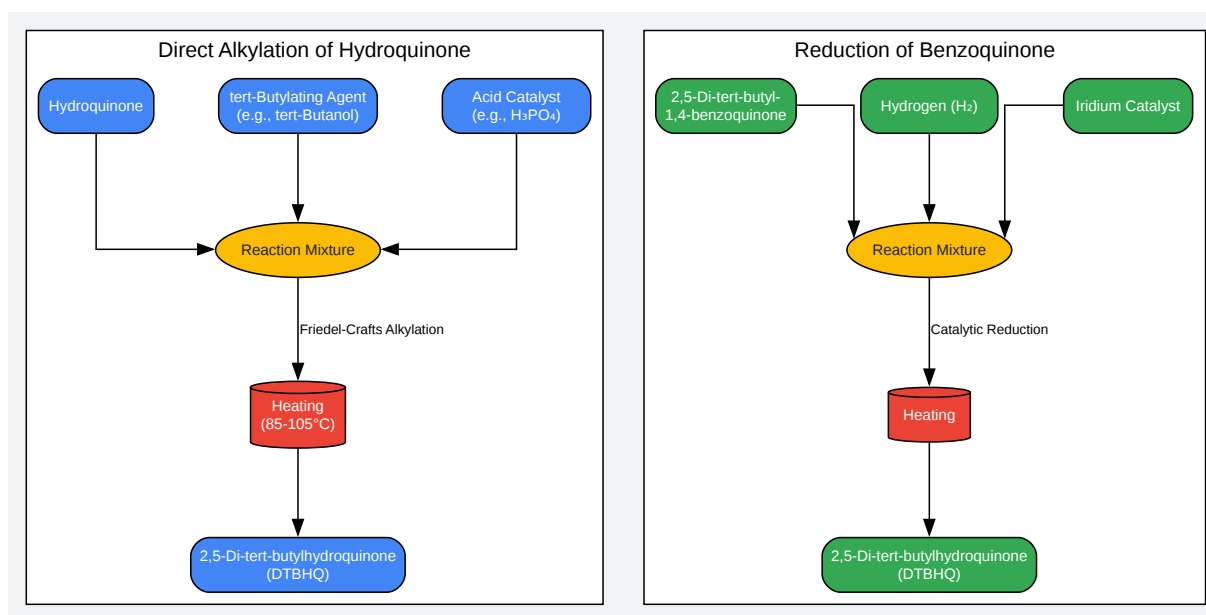 Direct Alkylation of Hydroquinone
Hydroquinone
tert-Butylating Agent
(e.g., tert-Butanol)
Acid Catalyst
(e.g., H₃PO₄)
Reaction Mixture
Friedel-Crafts Alkylation
Heating
(85-105°C)
2,5-Di-tert-butylhydroquinone
(DTBHQ)
Reduction of Benzoquinone
2,5-Di-tert-butyl-
1,4-benzoquinone
Hydrogen (H₂)
Iridium Catalyst
Reaction Mixture
Catalytic Reduction
Heating
2,5-Di-tert-butylhydroquinone
(DTBHQ)